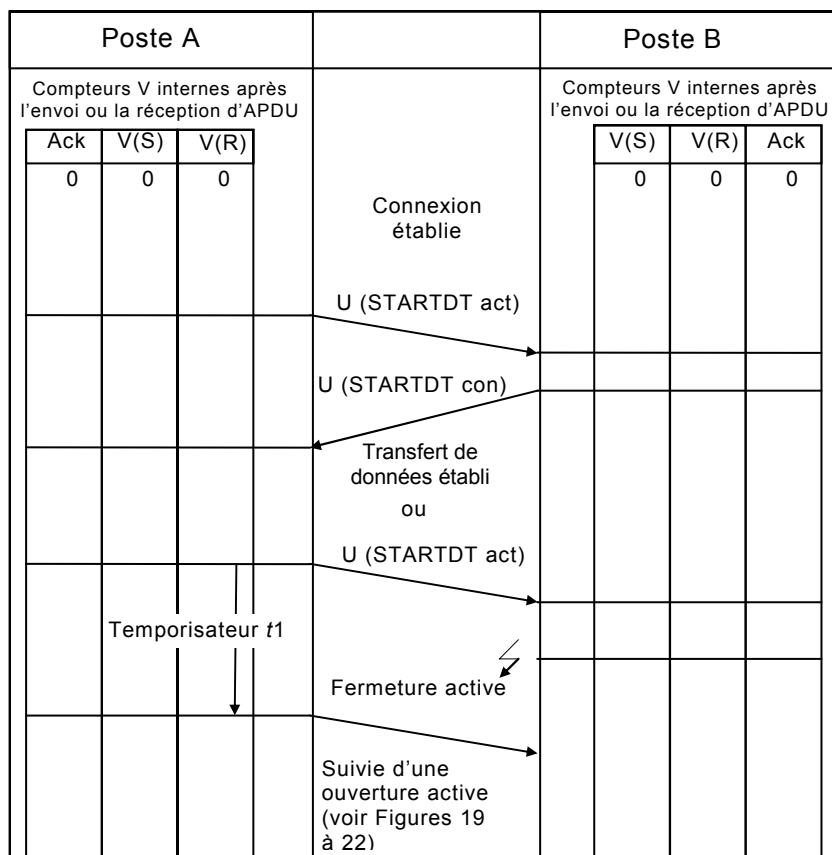 Poste A
Poste B
Compteurs V internes après
l'envoi ou la réception d'APDU
Compteurs V internes après
l'envoi ou la réception d'APDU
Ack V(S) V(R)
V(S) V(R) Ack
0 0 0
0 0 0
Connexion
établie
U (STARTDT act)
U (STARTDT con)
Transfert de
données établi
ou
U (STARTDT act)
Temporisateur t1
Fermeture active
Suivie d'une
ouverture active
(voir Figures 19
à 22)